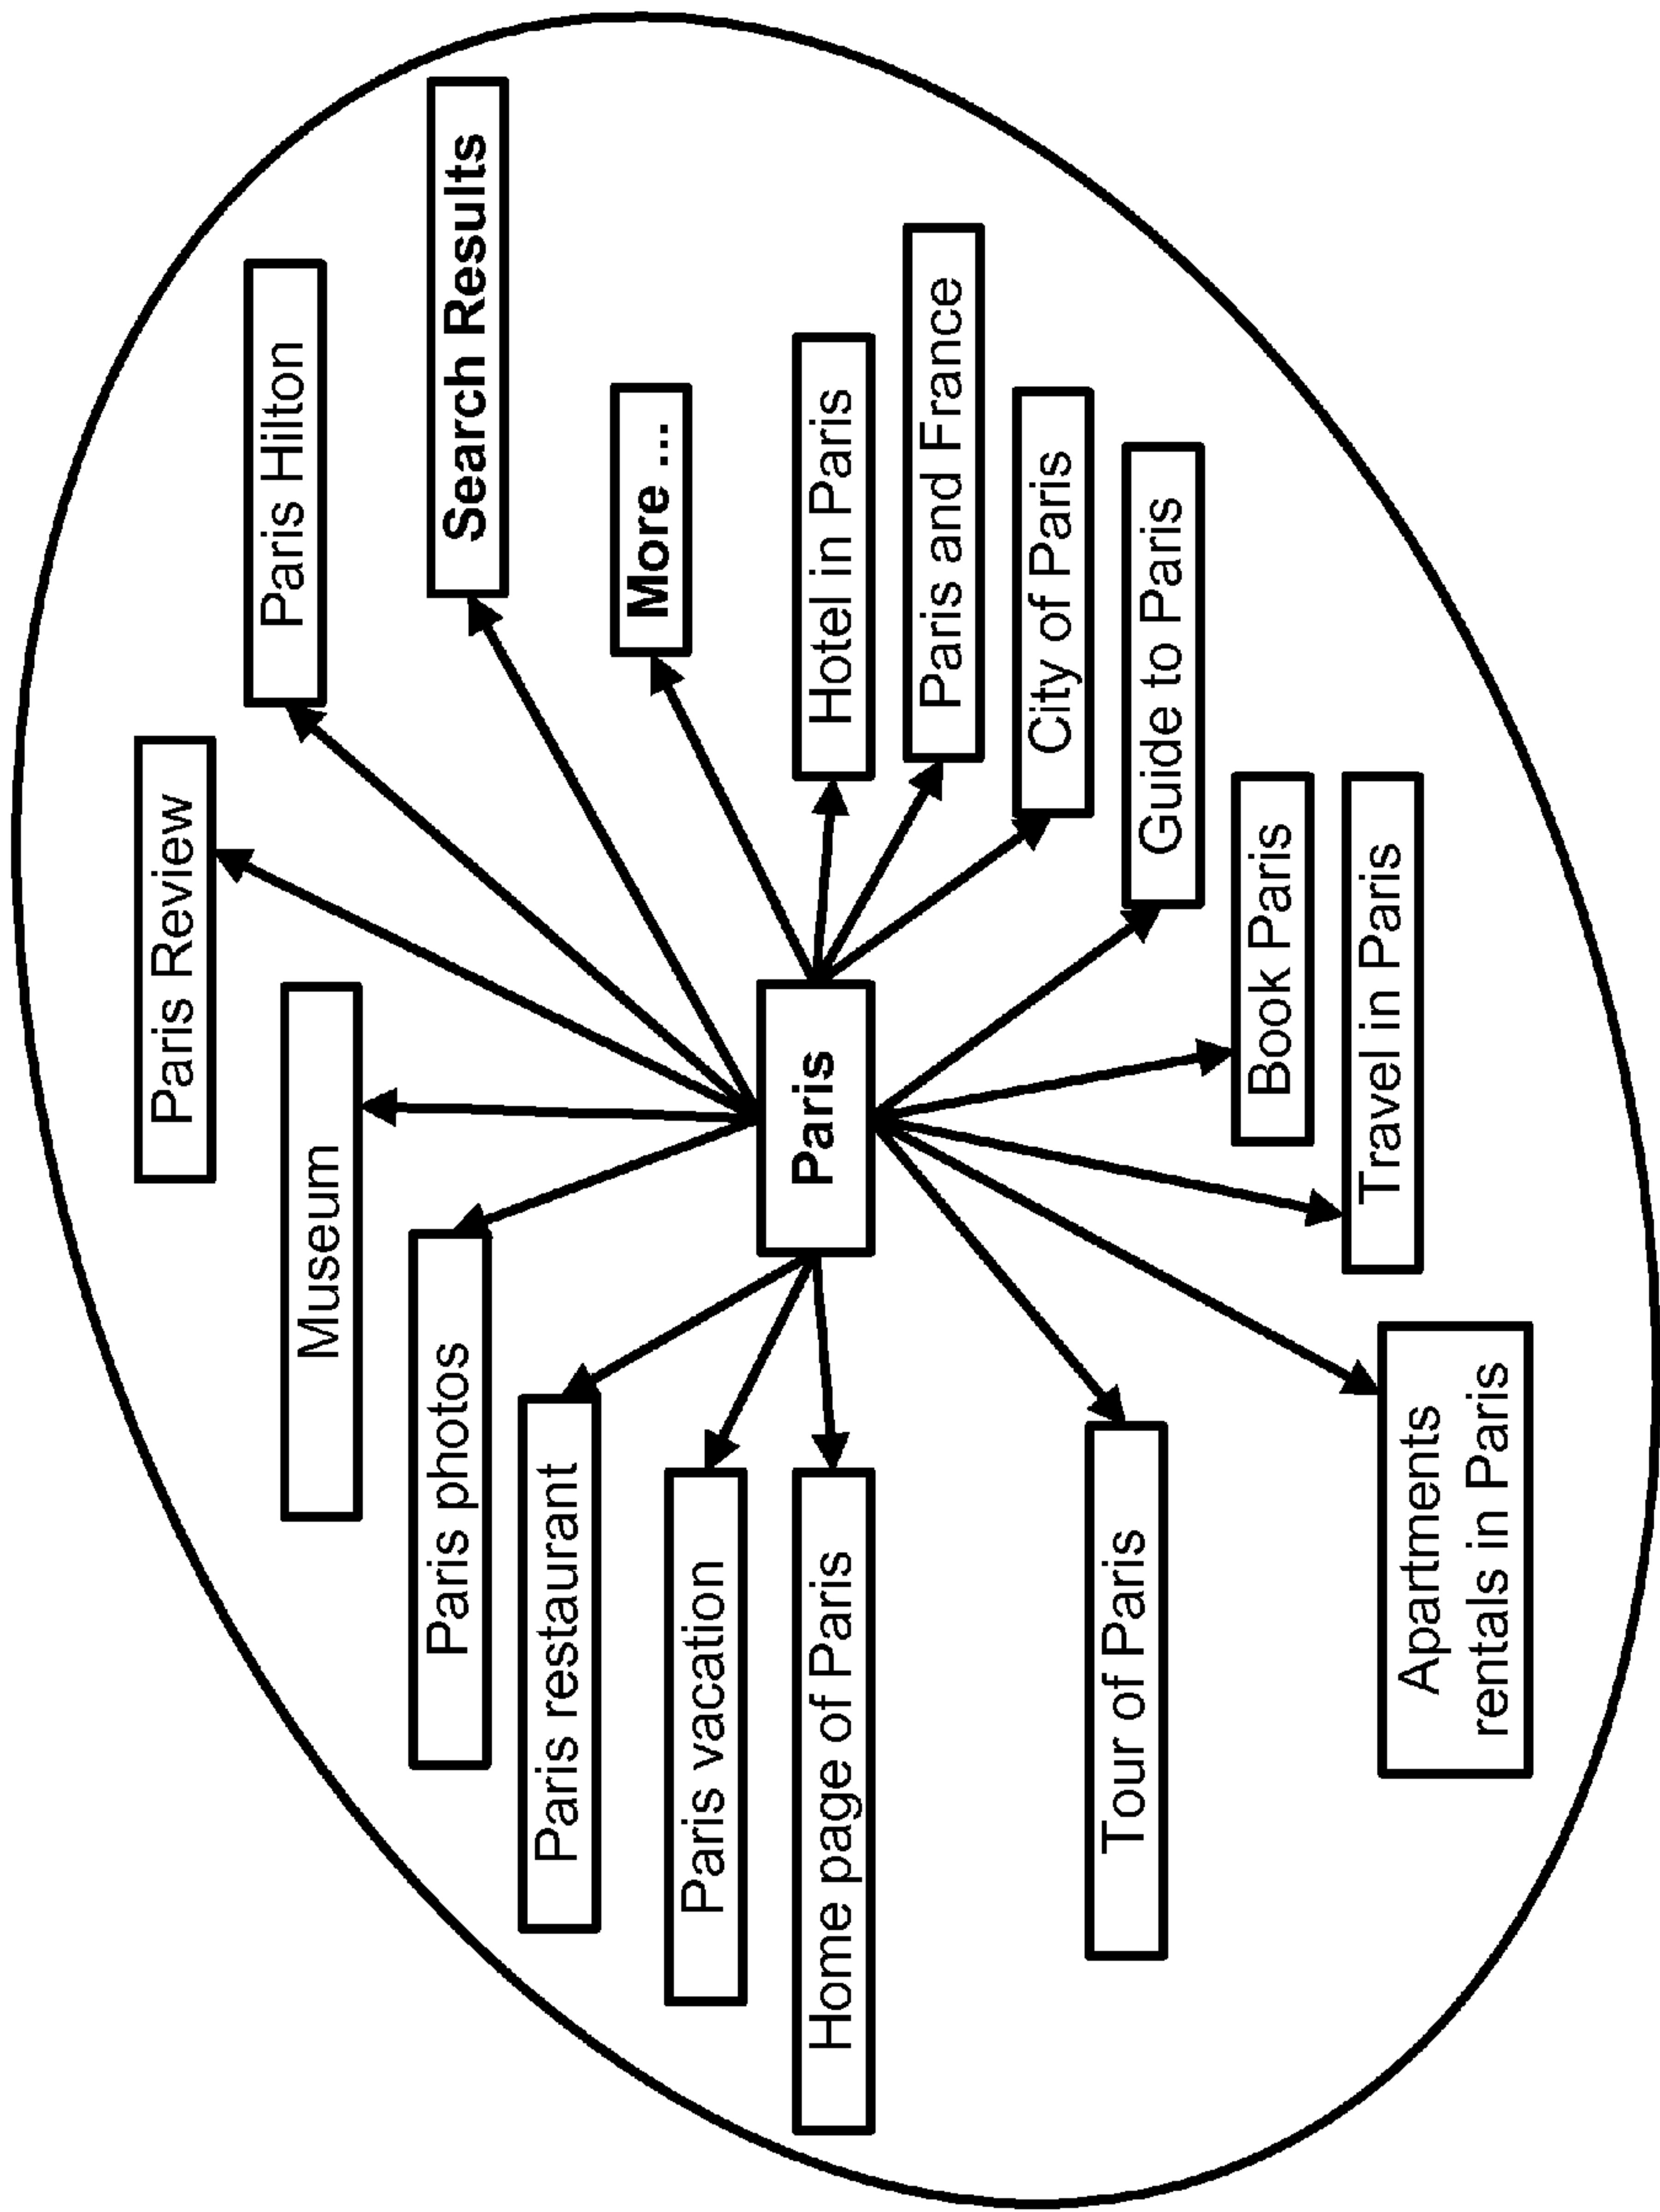 Paris Review
Museum
Paris Hilton
Paris photos
Search Results
Paris restaurant
More ...
Paris vacation
Paris
Home page of Paris
Hotel in Paris
Paris and France
City of Paris
Tour of Paris
Guide to Paris
Book Paris
Apartments
rentals in Paris
Travel in Paris